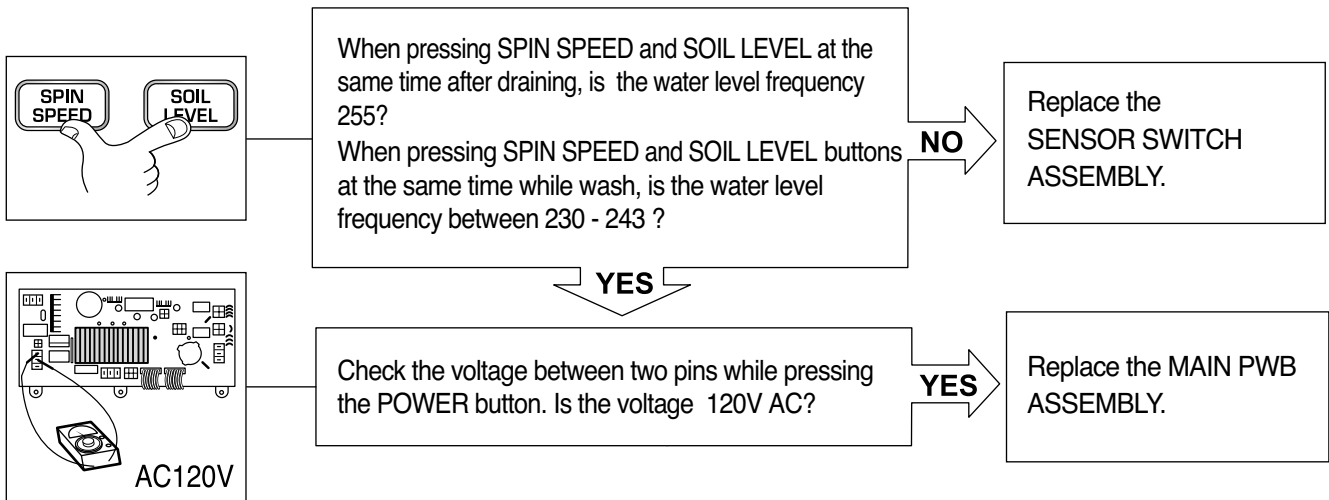 SPIN
SPEED
SOIL
LEVEL
When pressing SPIN SPEED and SOIL LEVEL at the
same time after draining, is the water level frequency
255?
When pressing SPIN SPEED and SOIL LEVEL buttons
at the same time while wash, is the water level
frequency between 230 - 243 ?
NO
Replace the
SENSOR SWITCH
ASSEMBLY.
YES
AC120V
Check the voltage between two pins while pressing
the POWER button. Is the voltage 120V AC?
YES
Replace the MAIN PWB
ASSEMBLY.